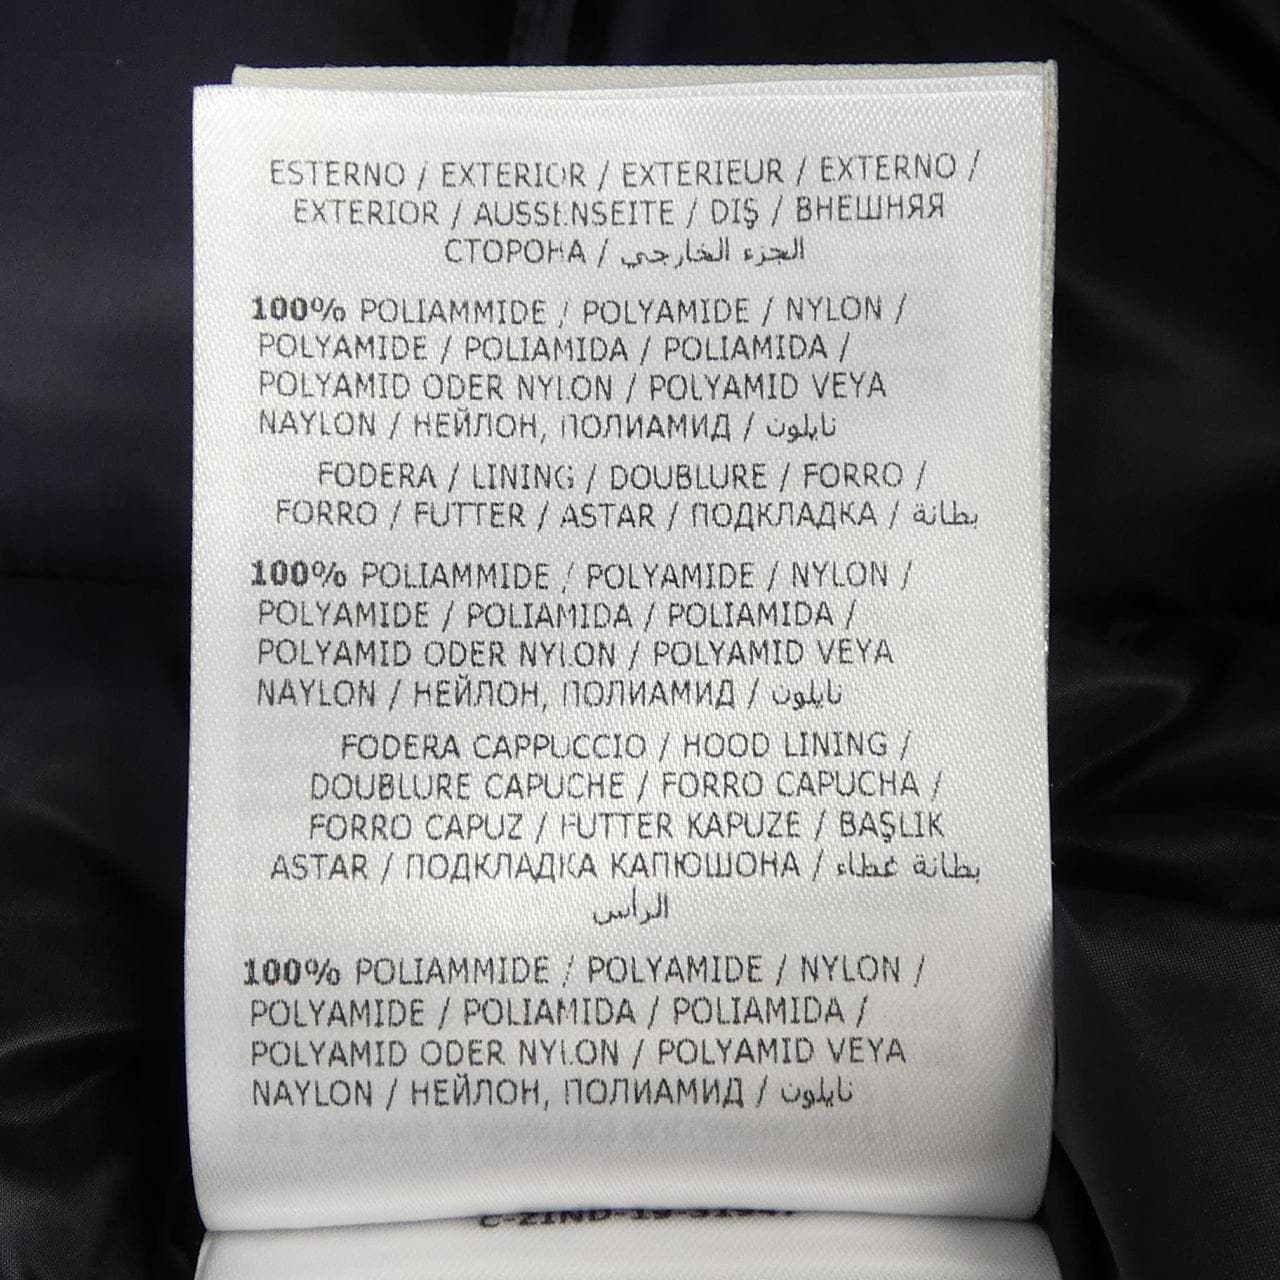 ESTERNO / EXTERIOR / EXTERIEUR / EXTERNO /
EXTERIOR / AUSSENSEITE / DIŞ / ВНЕШНЯЯ
СТОРОНА / الجزء الخارجي
100% POLIAMMIDE / POLYAMIDE / NYLON /
POLYAMIDE / POLIAMIDA / POLIAMIDA /
POLYAMID ODER NYLON / POLYAMID VEYA
NAYLON / НЕЙЛОН, ПОЛИАМИД / نايلون
FODERA / LINING / DOUBLURE / FORRO /
FORRO / FUTTER / ASTAR / ПОДКЛАДКА / بطانة
100% POLIAMMIDE / POLYAMIDE / NYLON /
POLYAMIDE / POLIAMIDA / POLIAMIDA /
POLYAMID ODER NYLON / POLYAMID VEYA
NAYLON / НЕЙЛОН, ПОЛИАМИД / نايلون
FODERA CAPPUCCIO / HOOD LINING /
DOUBLURE CAPUCHE / FORRO CAPUCHA /
FORRO CAPUZ / FUTTER KAPUZE / BAŞLIK
ASTAR / ПОДКЛАДКА КАПЮШОНА / بطانة غطاء
الرأس
100% POLIAMMIDE / POLYAMIDE / NYLON /
POLYAMIDE / POLIAMIDA / POLIAMIDA /
POLYAMID ODER NYLON / POLYAMID VEYA
NAYLON / НЕЙЛОН, ПОЛИАМИД / نايلون